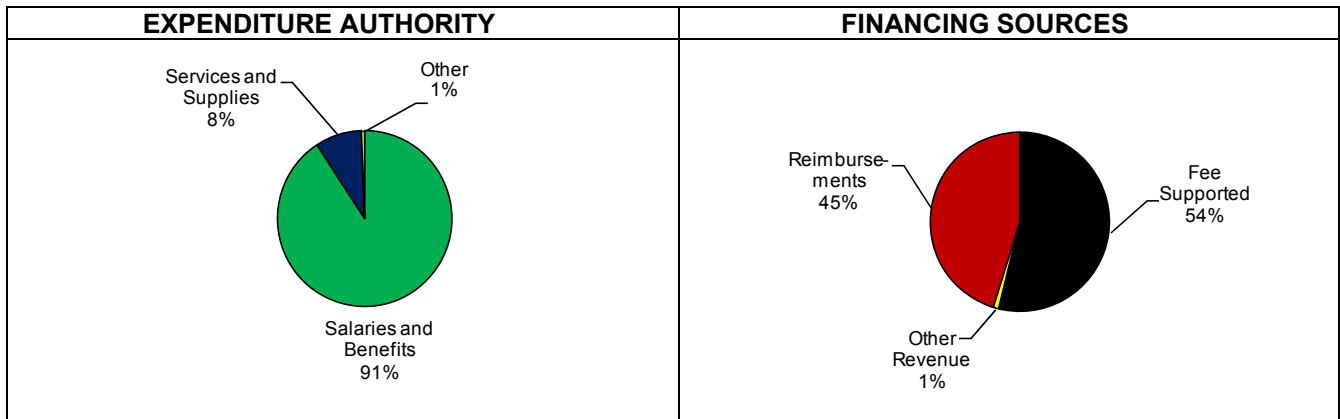 EXPENDITURE AUTHORITY
Services and
Supplies
8%
Other
1%
Salaries and
Benefits
91%
FINANCING SOURCES
Reimburse-
ments
45%
Fee
Supported
54%
Other
Revenue
1%